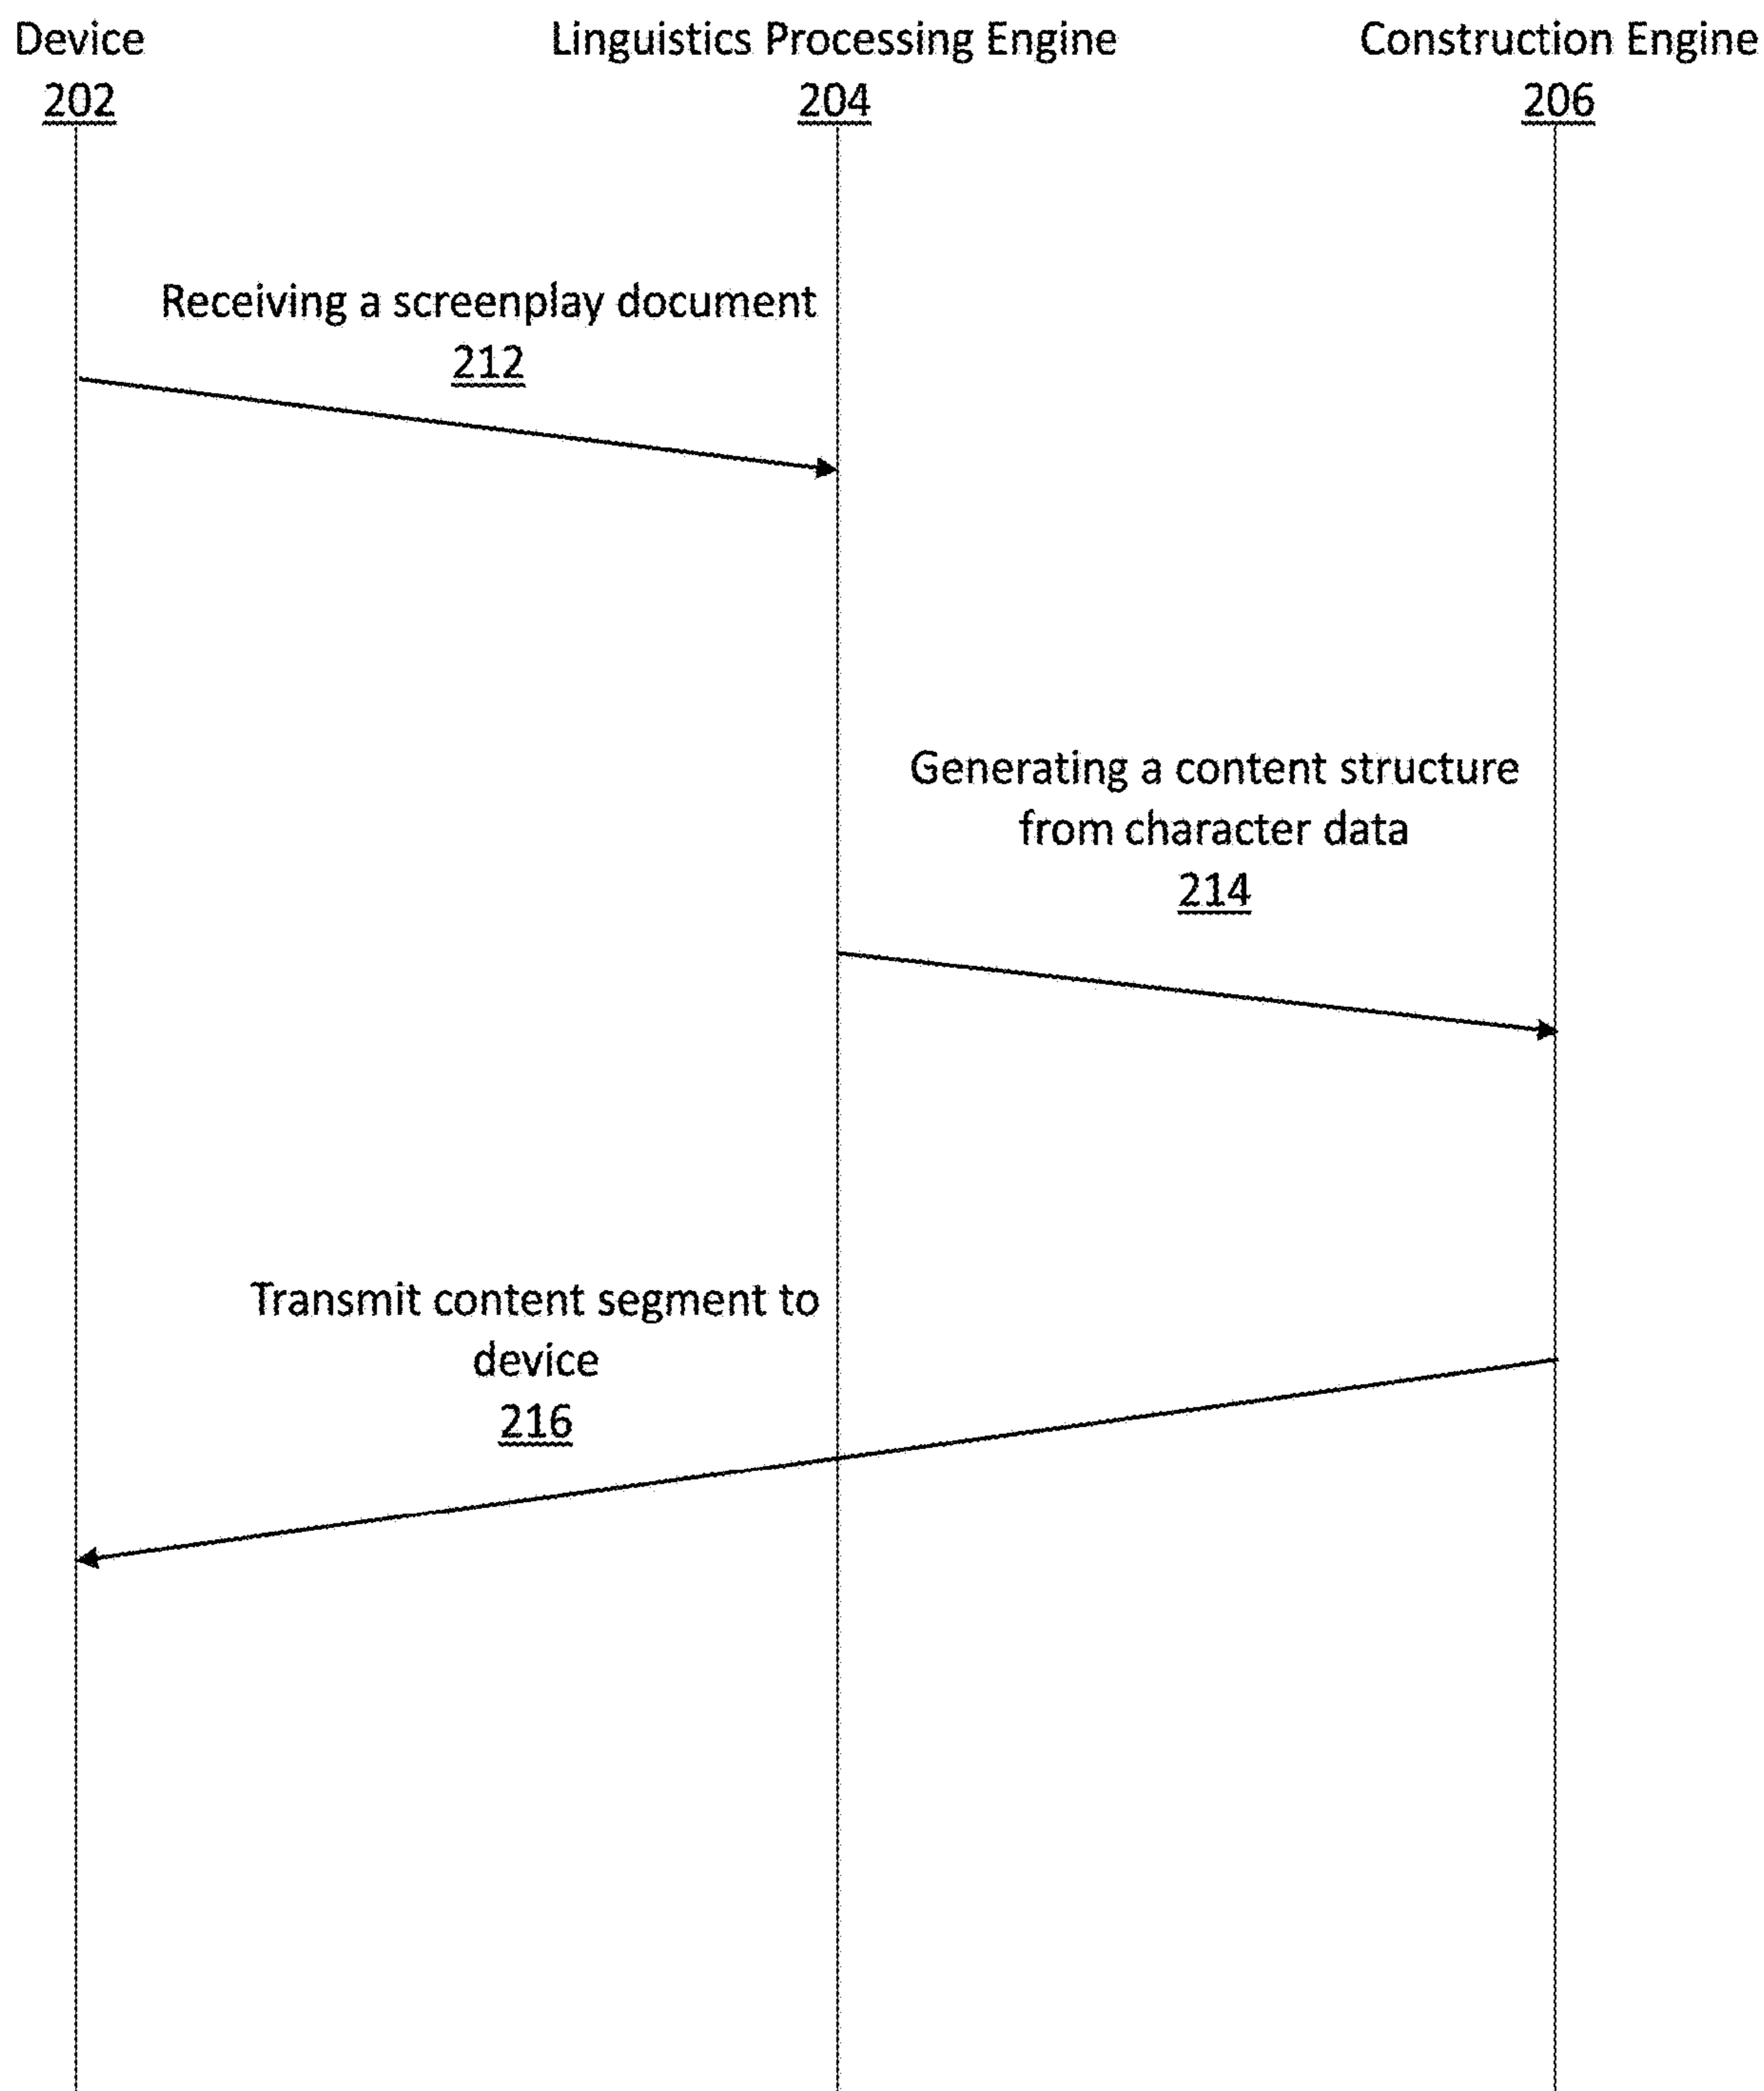 Device
202
Linguistics Processing Engine
204
Construction Engine
206
Receiving a screenplay document
212
Generating a content structure
from character data
214
Transmit content segment to
device
216